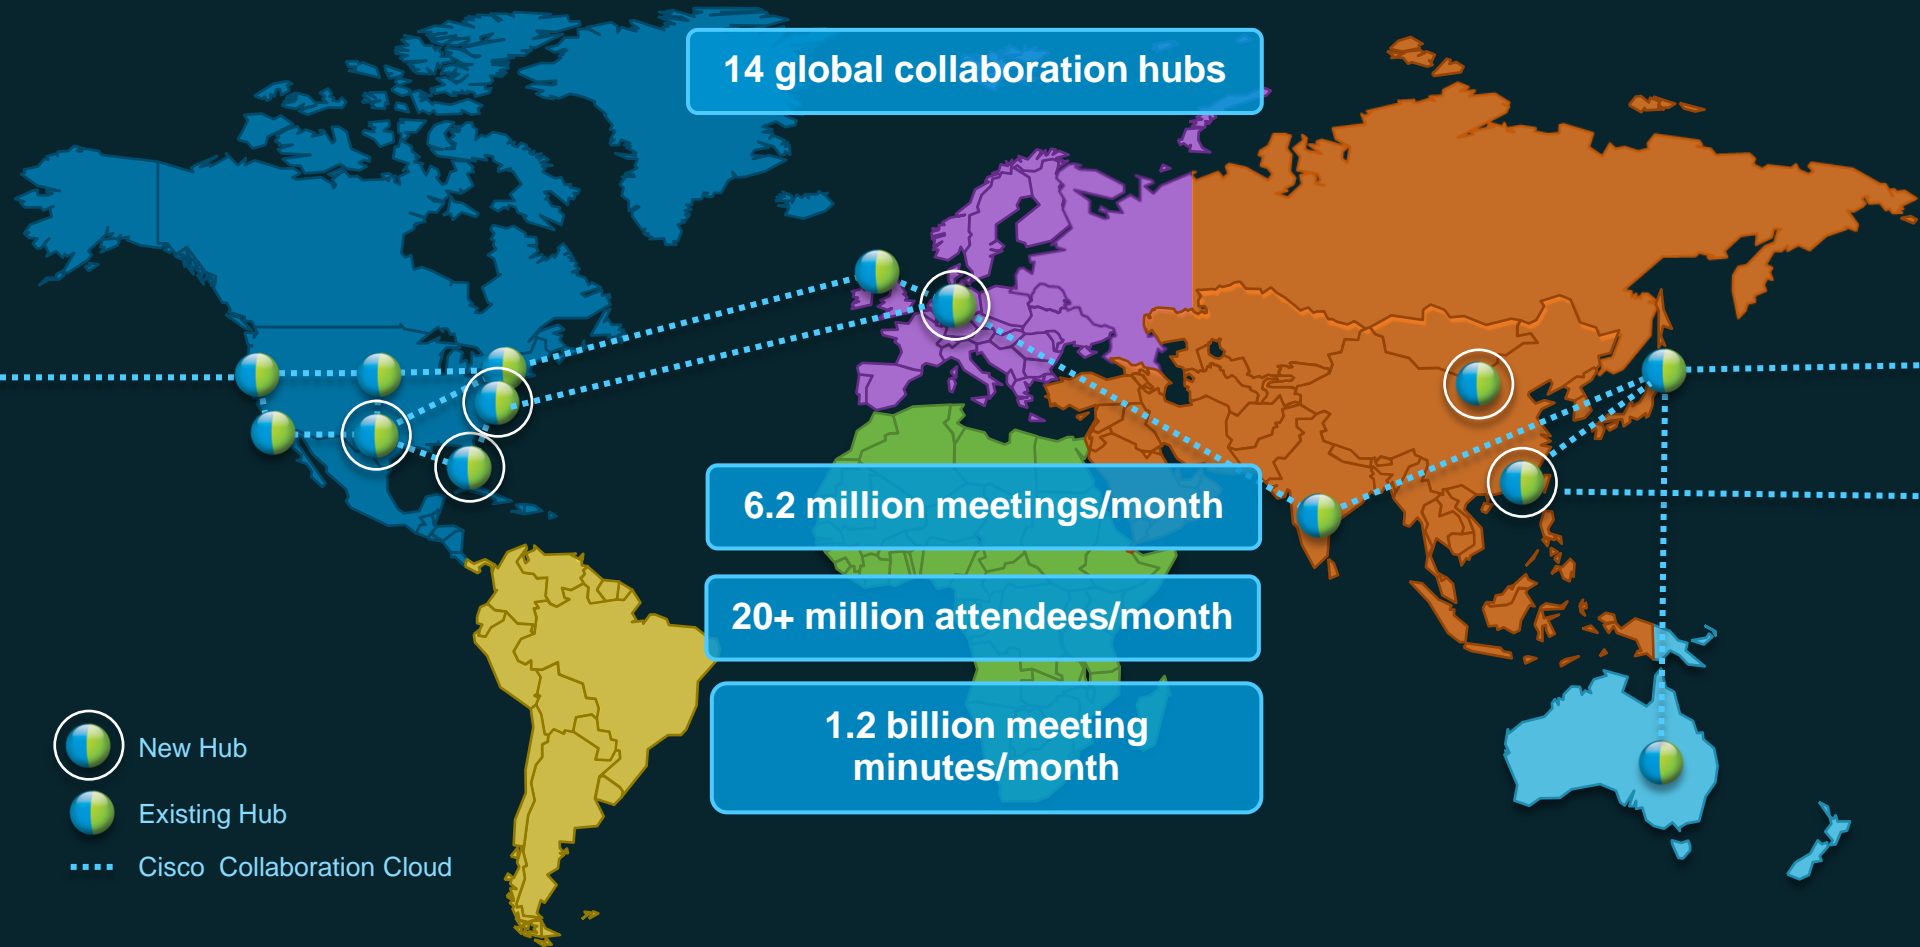 14 global collaboration hubs
6.2 million meetings/month
20+ million attendees/month
1.2 billion meeting
minutes/month
New Hub
Existing Hub
Cisco  Collaboration Cloud